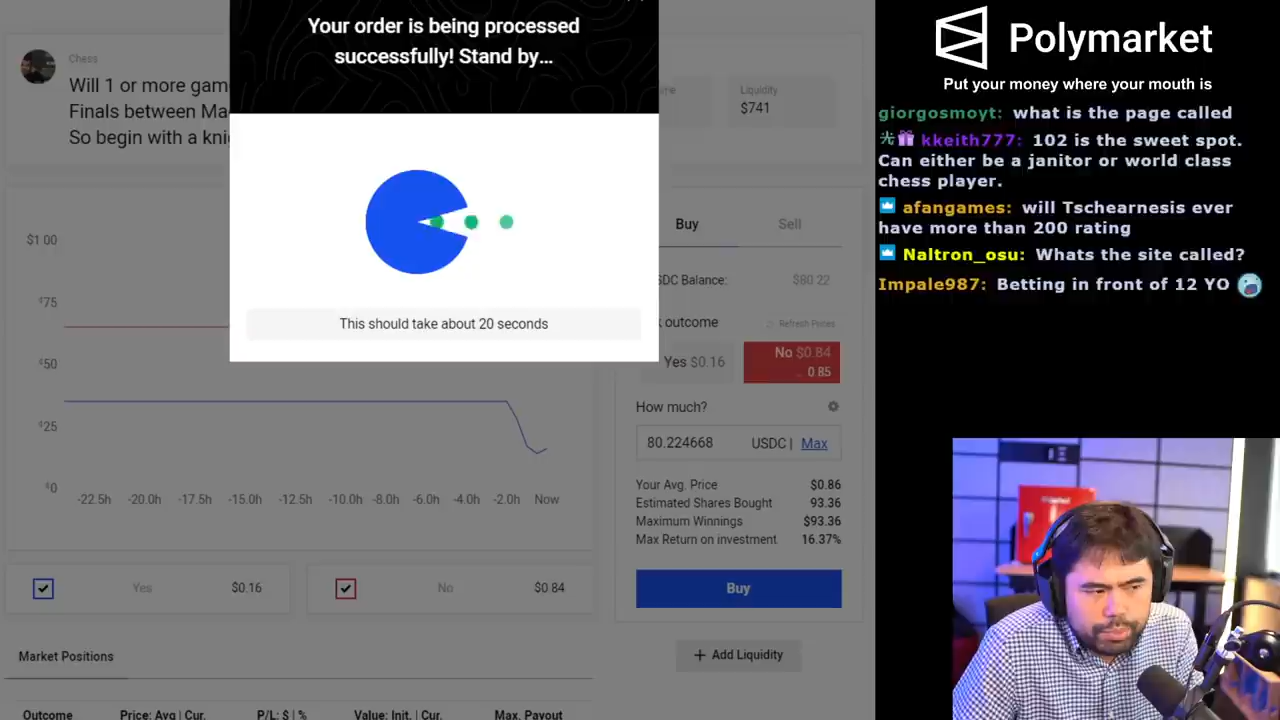 Your order is being processed
successfully! Stand by...
This should take about 20 seconds
Chess
Will 1 or more gam
Finals between Ma
So begin with a kni
Liquidity
$741
$1 00
$75
$50
$25
$0
-22.5h -20.0h -17.5h -15.0h -12.5h -10.0h -8.0h -6.0h -4.0h -2.0h Now
Yes $0.16
No $0.84
Market Positions
Outcome Price: Avg | Cur. P/L: $ | % Value: Init. | Cur. Max. Payout
Buy Sell
SDC Balance: $80 22
k outcome Refresh Prices
Yes $0.16
No $0.84
0 85
How much?
80.224668 USDC | Max
Your Avg. Price $0.86
Estimated Shares Bought 93.36
Maximum Winnings $93.36
Max Return on investment 16.37%
Buy
+ Add Liquidity
Polymarket
Put your money where your mouth is
giorgosmoyt: what is the page called
kkeith777: 102 is the sweet spot.
Can either be a janitor or world class
chess player.
afangames: will Tschearnesis ever
have more than 200 rating
Naltron_osu: Whats the site called?
Impale987: Betting in front of 12 YO